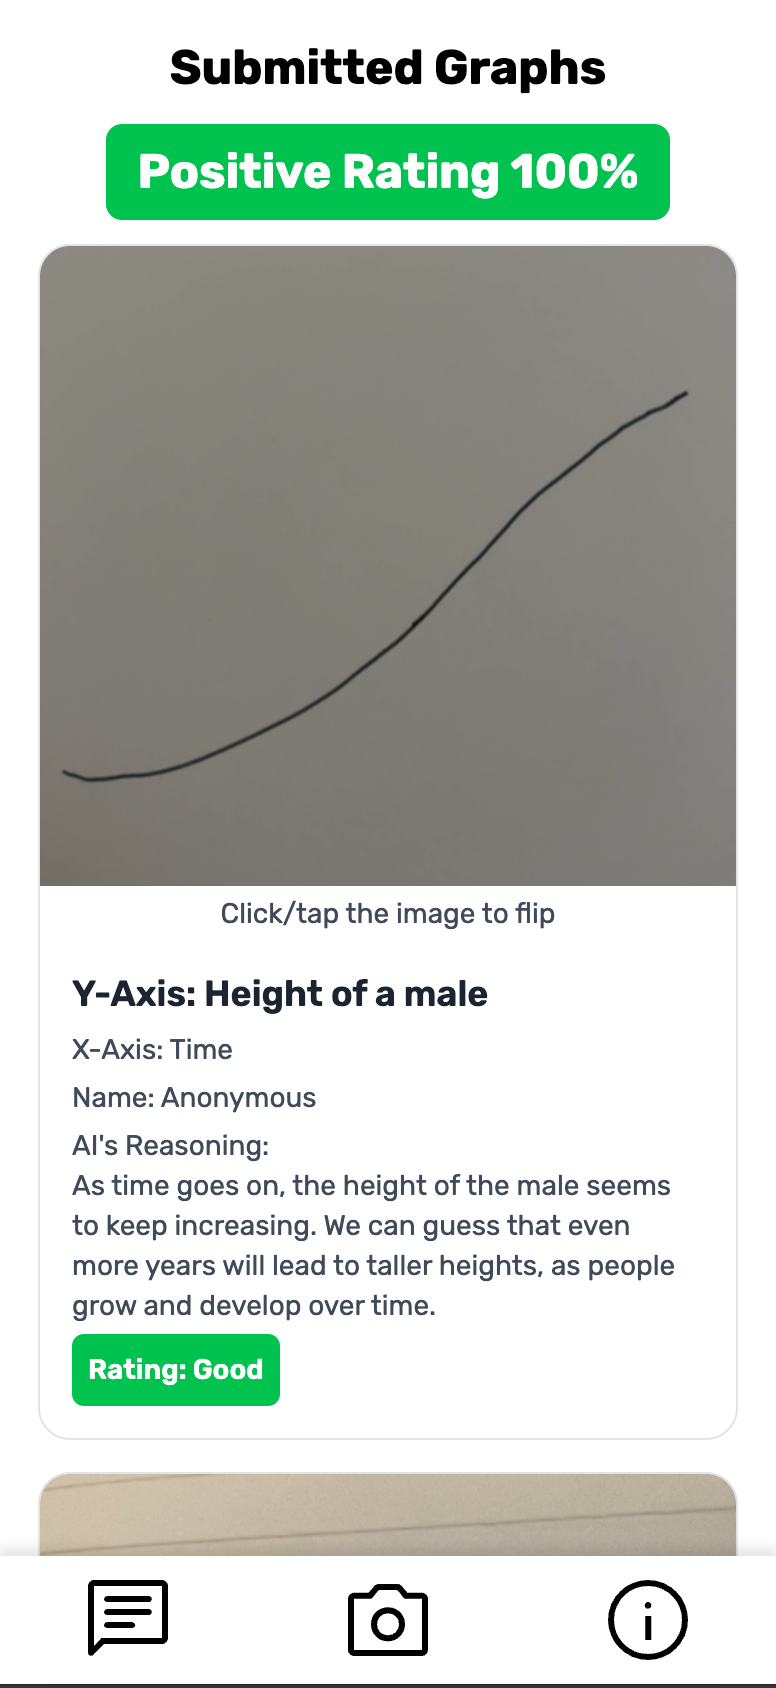 Submitted Graphs
Positive Rating 100%
Click/tap the image to flip
Y-Axis: Height of a male
X-Axis: Time
Name: Anonymous
AI's Reasoning:
As time goes on, the height of the male seems
to keep increasing. We can guess that even
more years will lead to taller heights, as people
grow and develop over time.
Rating: Good